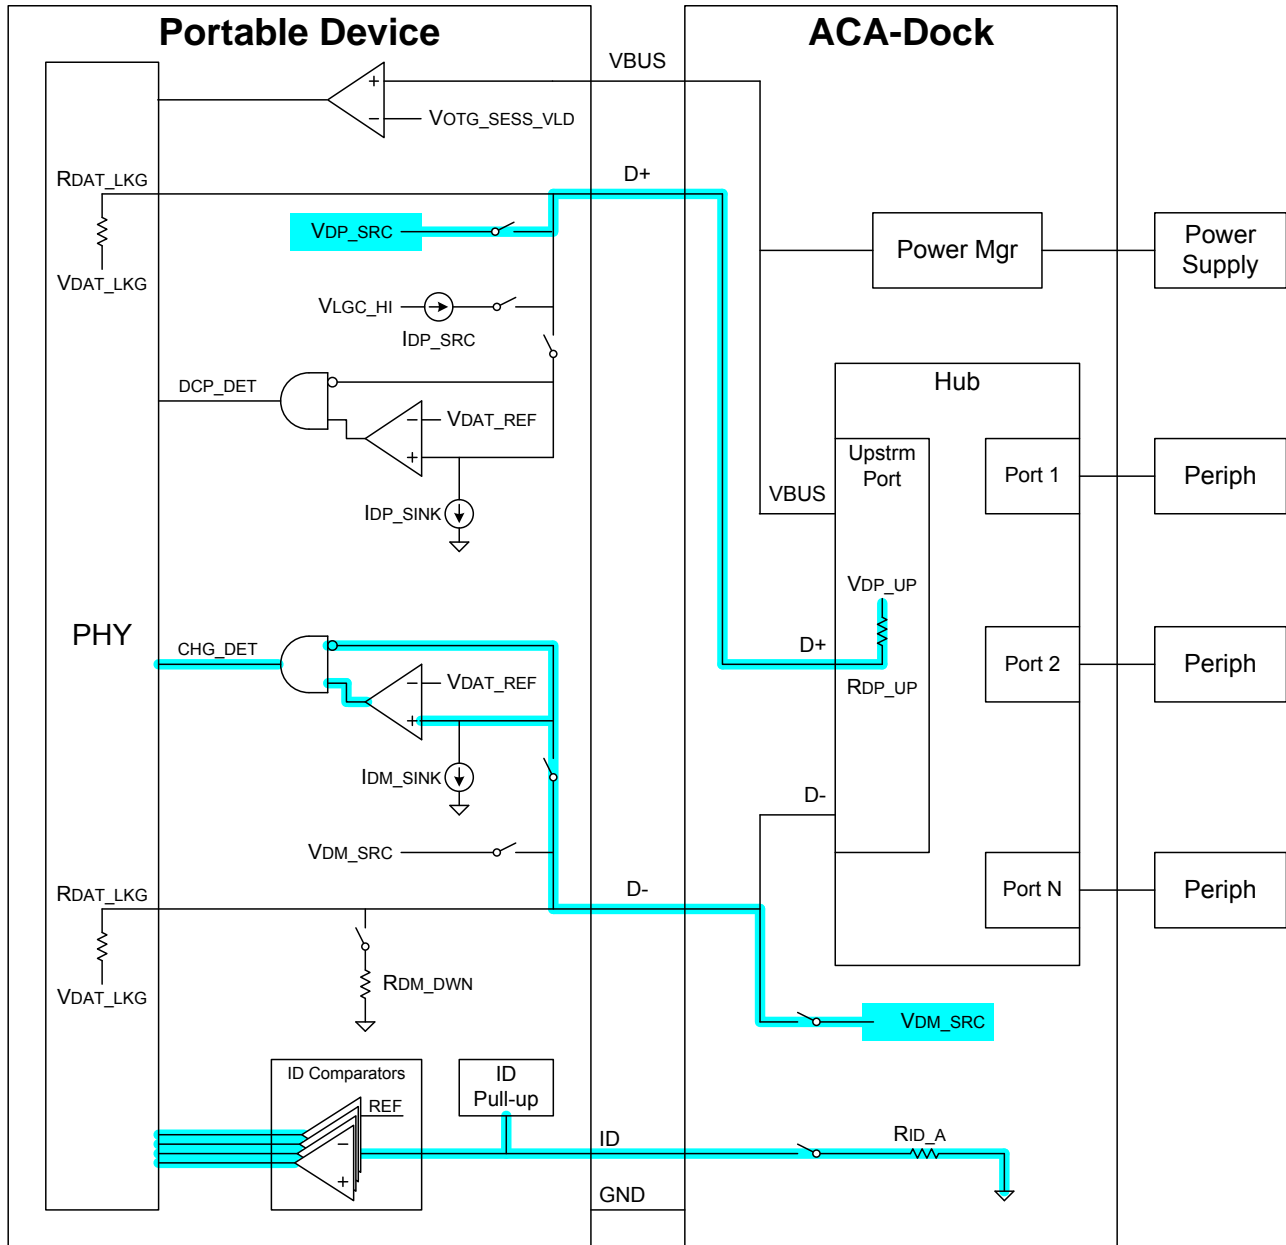 Portable Device
ACA-Dock
VBUS
+
−
VOTG_SESS_VLD
RDAT_LKG
D+
VDP_SRC
VDAT_LKG
Power Mgr
Power
Supply
VLGC_HI
IDP_SRC
Hub
DCP_DET
VDAT_REF
−
+
Upstrm
Port
Port 1
Periph
VBUS
IDP_SINK
VDP_UP
PHY
CHG_DET
D+
RDP_UP
Port 2
Periph
VDAT_REF
−
+
IDM_SINK
D-
VDM_SRC
RDAT_LKG
D-
Port N
Periph
VDAT_LKG
RDM_DWN
VDM_SRC
ID Comparators
REF
−
+
ID
Pull-up
ID
RID_A
GND